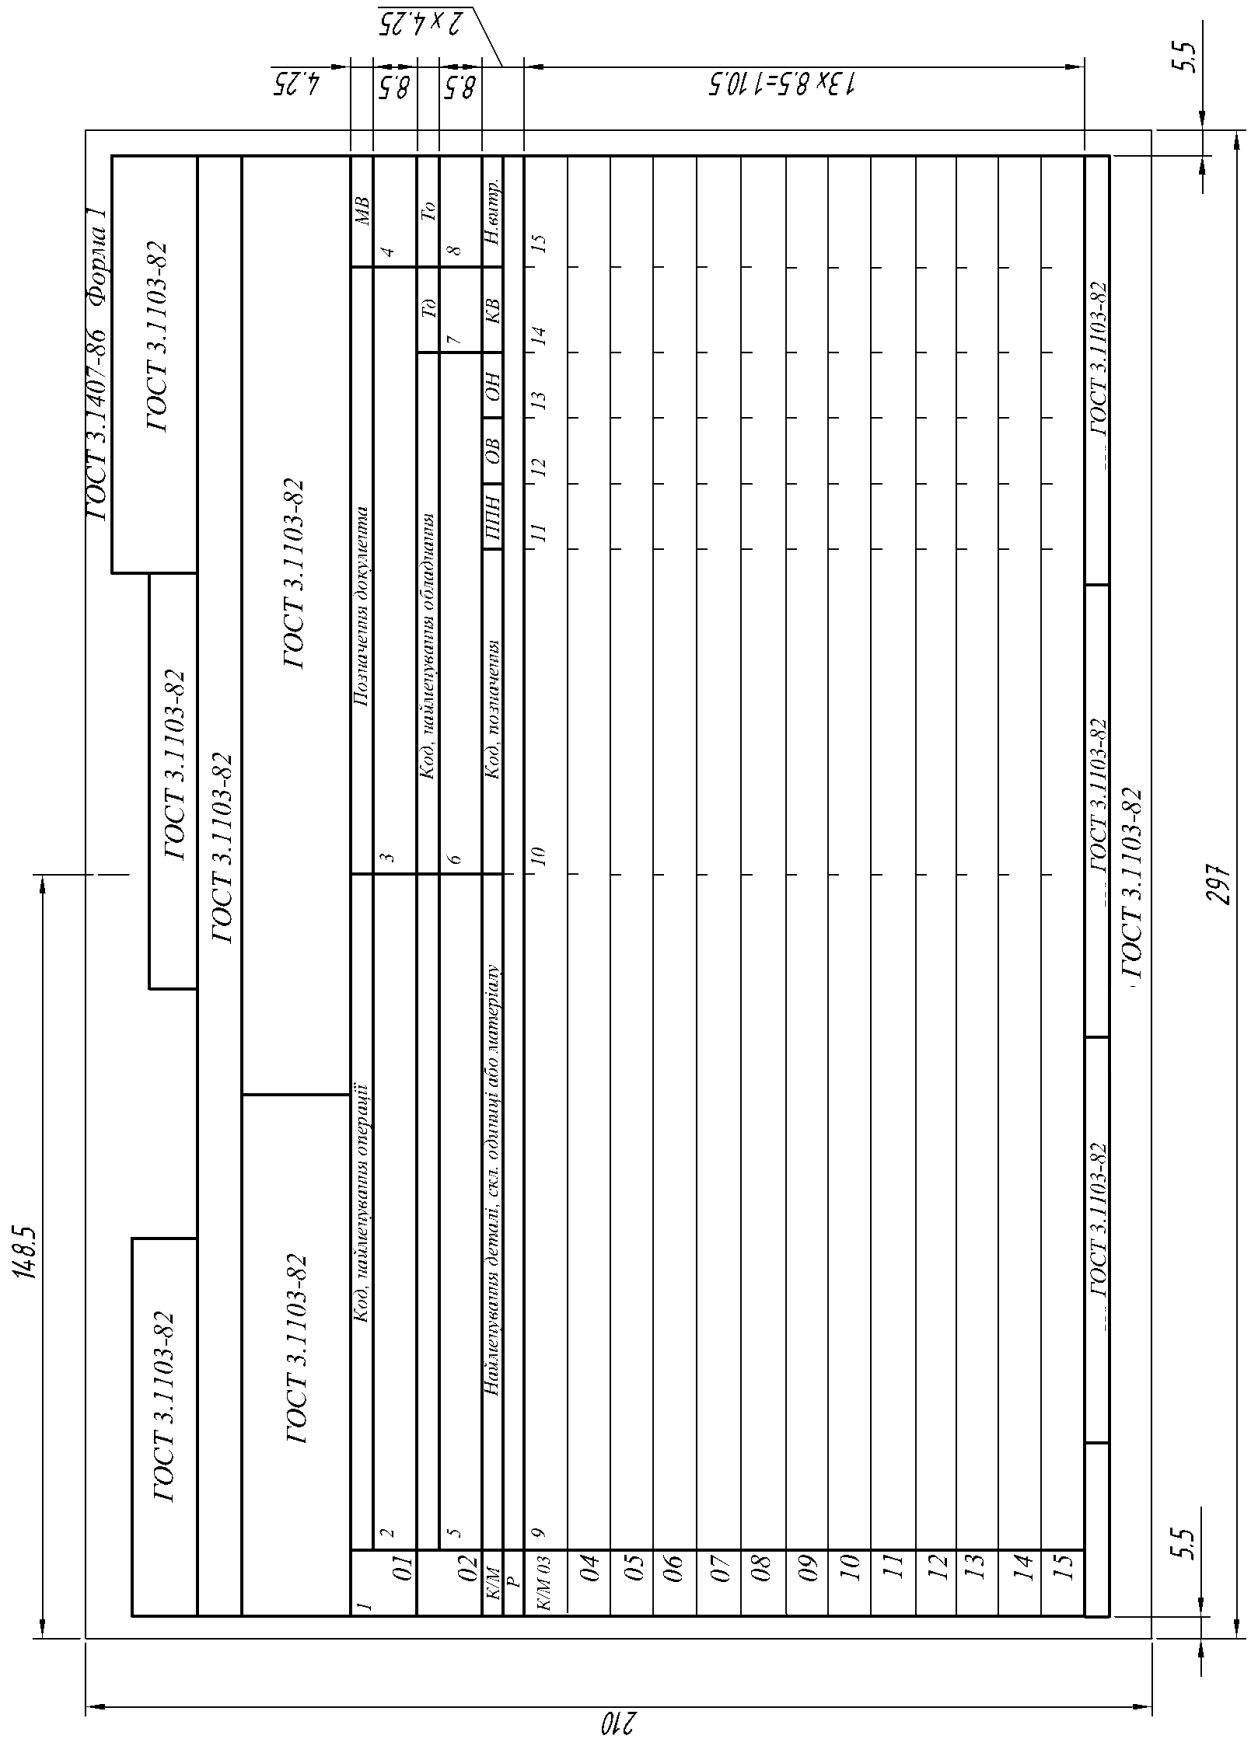 ГОСТ 3.1407-86 Форма 1
148.5
ГОСТ 3.1103-82
ГОСТ 3.1103-82
ГОСТ 3.1103-82
ГОСТ 3.1103-82
ГОСТ 3.1103-82
ГОСТ 3.1103-82
4.25
8.5
8.5
2 x 4.25
13x 8.5=110.5
1 Код, найменування операції Позначення документа МВ
01 2 3 4
Код, найменування обладнання Тд То
02 5 6 7 8
К/М Найменування деталі, скл. одиниці або матеріалу Код, позначення ППН ОВ ОН КВ Н.витр.
Р
К/М 03 9 10 11 12 13 14 15
04
05
06
07
08
09
10
11
12
13
14
15
ГОСТ 3.1103-82 ГОСТ 3.1103-82 ГОСТ 3.1103-82
ГОСТ 3.1103-82
5.5 5.5
297
210